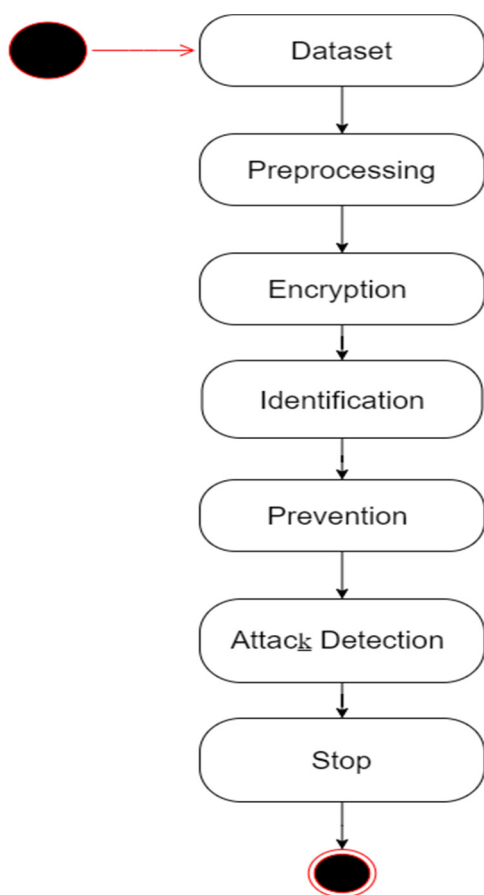 Dataset
Preprocessing
Encryption
Identification
Prevention
Attack Detection
Stop